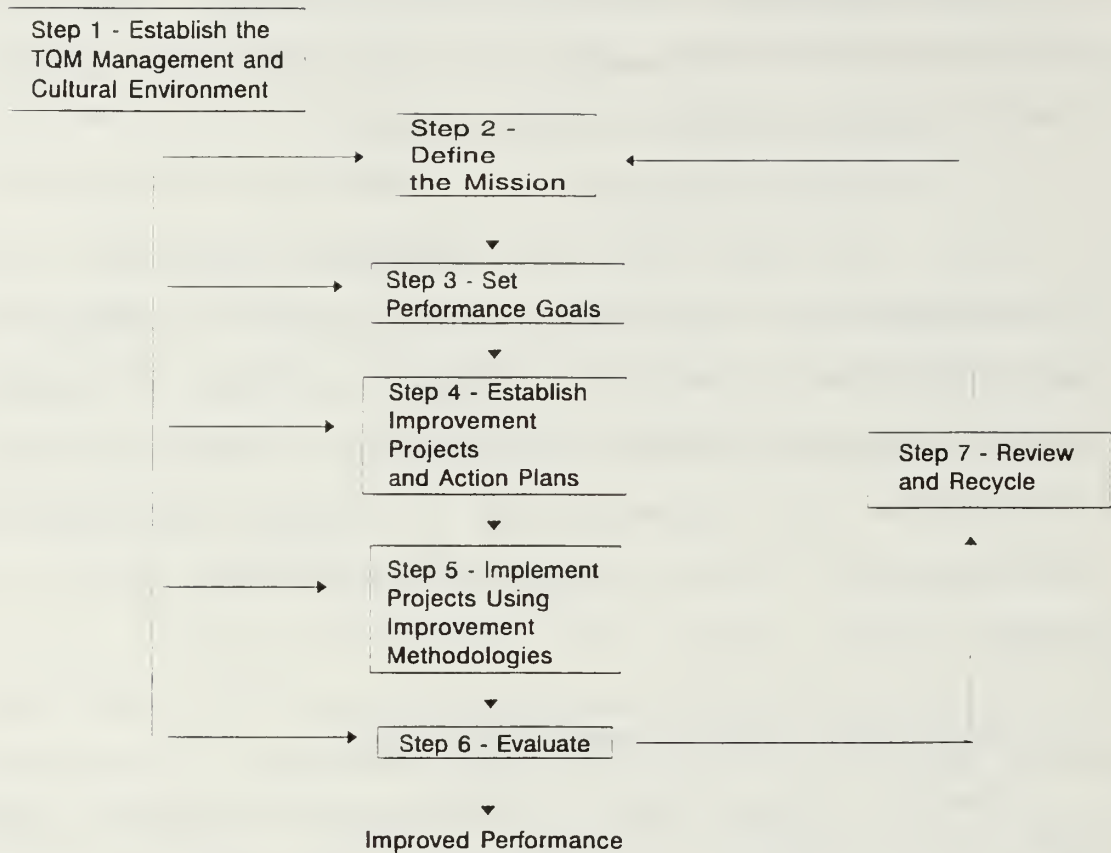 Step 1 - Establish the
TQM Management and
Cultural Environment
Step 2 -
Define
the Mission
Step 3 - Set
Performance Goals
Step 4 - Establish
Improvement
Projects
and Action Plans
Step 7 - Review
and Recycle
Step 5 - Implement
Projects Using
Improvement
Methodologies
Step 6 - Evaluate
Improved Performance